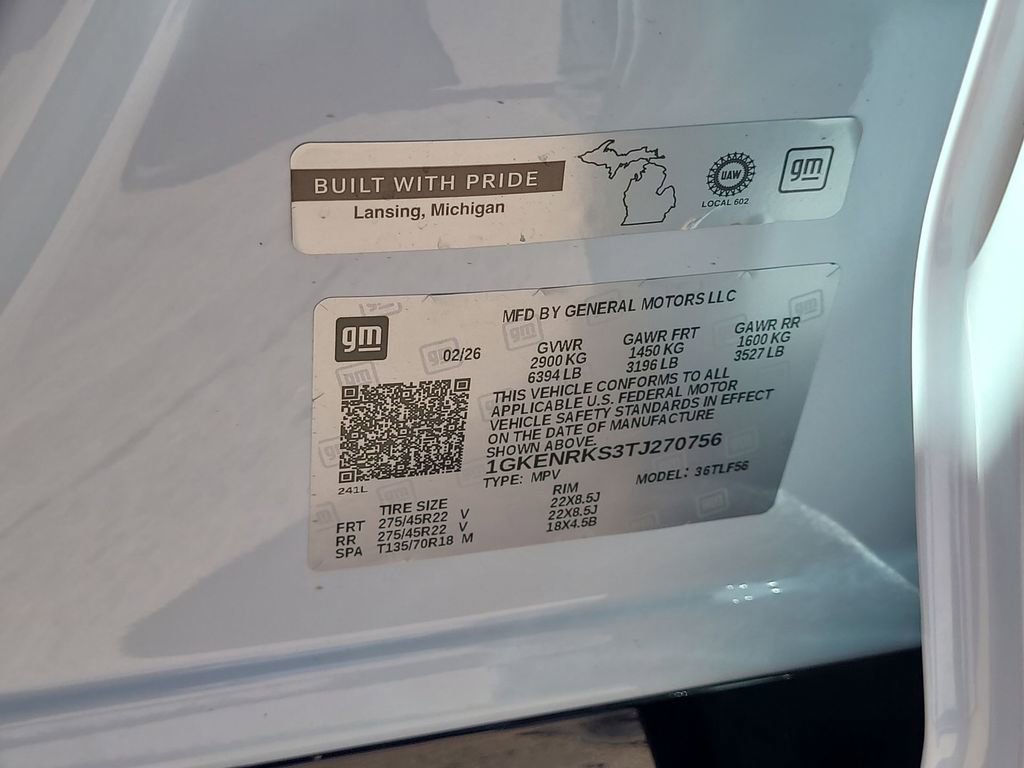 BUILT WITH PRIDE
Lansing, Michigan
UAW
LOCAL 602
gm
gm
MFD BY GENERAL MOTORS LLC
02/26
GVWR GAWR FRT GAWR RR
2900 KG 1450 KG 1600 KG
6394 LB 3196 LB 3527 LB
THIS VEHICLE CONFORMS TO ALL
APPLICABLE U.S. FEDERAL MOTOR
VEHICLE SAFETY STANDARDS IN EFFECT
ON THE DATE OF MANUFACTURE
SHOWN ABOVE.
1GKENRKS3TJ270756
TYPE: MPV MODEL: 36TLF56
241L
TIRE SIZE RIM
FRT 275/45R22 V 22X8.5J
RR 275/45R22 V 22X8.5J
SPA T135/70R18 M 18X4.5B